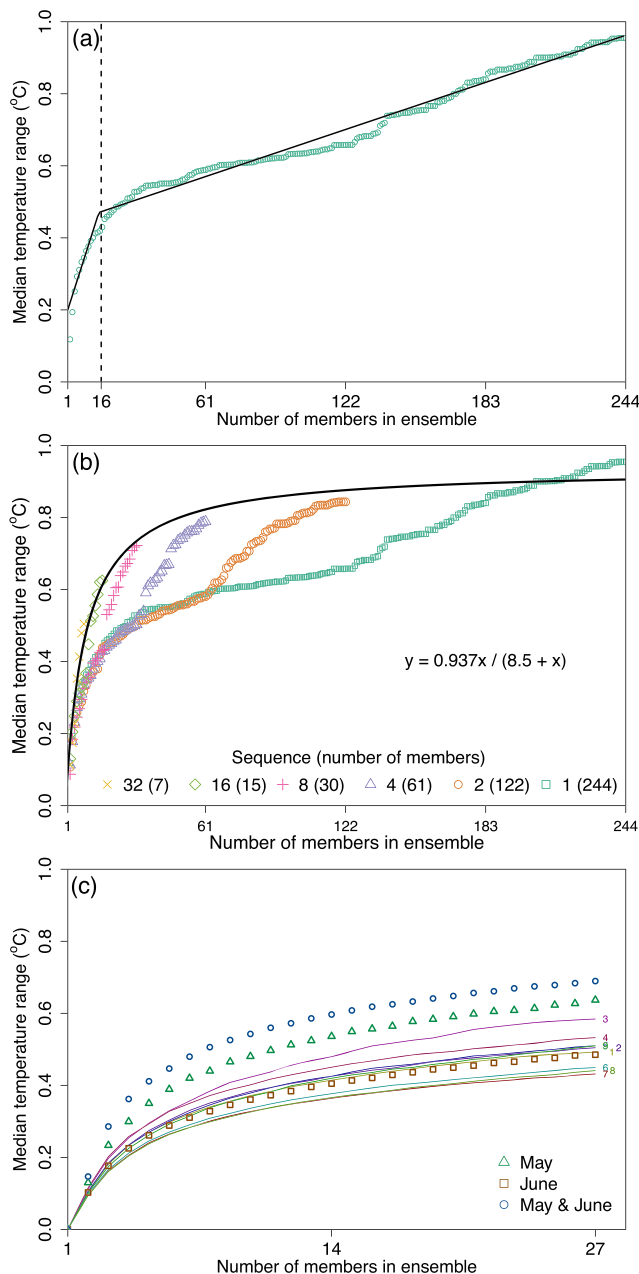 (a)
Median temperature range (°C)
0.0 0.2 0.4 0.6 0.8 1.0
1 16 61 122 183 244
Number of members in ensemble
(b)
Median temperature range (°C)
0.0 0.2 0.4 0.6 0.8 1.0
y = 0.937x / (8.5 + x)
Sequence (number of members)
32 (7) 16 (15) 8 (30) 4 (61) 2 (122) 1 (244)
1 61 122 183 244
Number of members in ensemble
(c)
Median temperature range (°C)
0.0 0.2 0.4 0.6 0.8 1.0
3
4
1 2
6
8
7
May
June
May & June
1 14 27
Number of members in ensemble